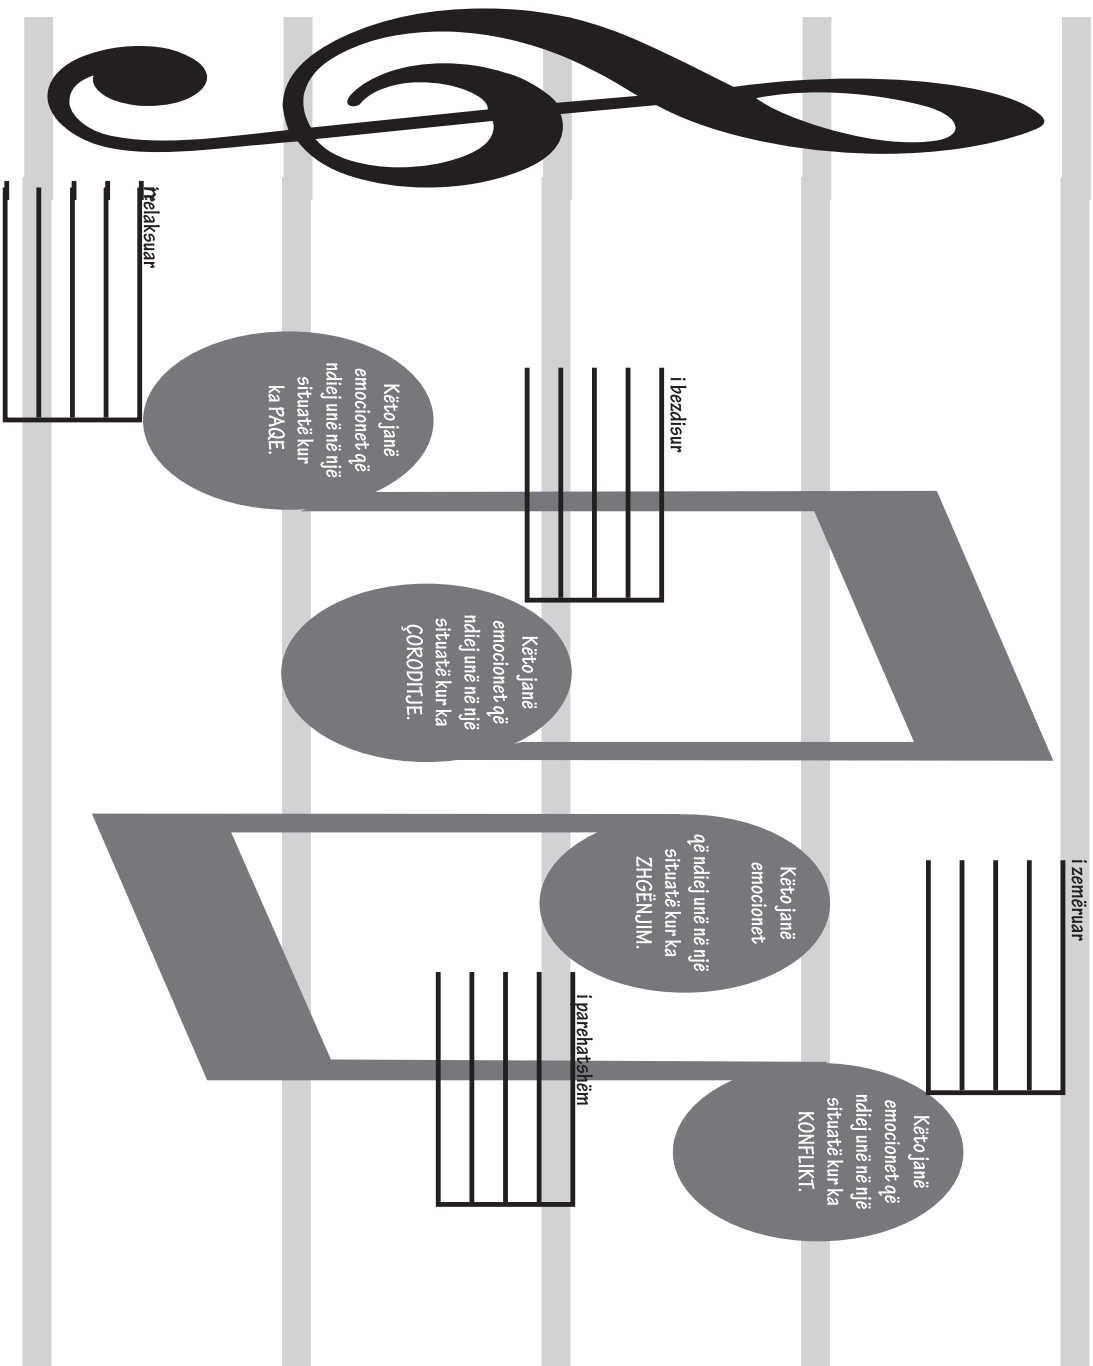 i relaksuar
Këto janë
emocionet që
ndiej unë në një
situatë kur
ka PAQE.
i bezdisur
Këto janë
emocionet që
ndiej unë në një
situatë kur ka
ÇORODITJE.
Këto janë
emocionet
që ndiej unë në një
situatë kur ka
ZHGËNJIM.
i parehatshëm
i zemëruar
Këto janë
emocionet që
ndiej unë në një
situatë kur ka
KONFLIKT.